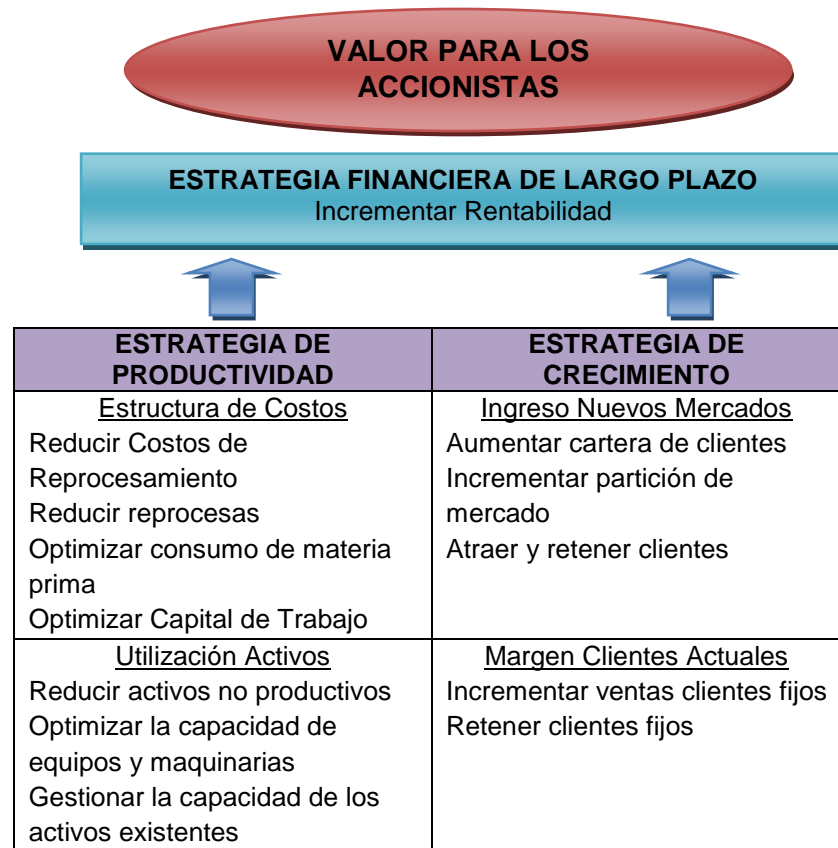 VALOR PARA LOS
ACCIONISTAS
ESTRATEGIA FINANCIERA DE LARGO PLAZO
Incrementar Rentabilidad
ESTRATEGIA DE
PRODUCTIVIDAD
ESTRATEGIA DE
CRECIMIENTO
Estructura de Costos
Reducir Costos de
Reprocesamiento
Reducir reprocesas
Optimizar consumo de materia
prima
Optimizar Capital de Trabajo
Ingreso Nuevos Mercados
Aumentar cartera de clientes
Incrementar partición de
mercado
Atraer y retener clientes
Utilización Activos
Reducir activos no productivos
Optimizar la capacidad de
equipos y maquinarias
Gestionar la capacidad de los
activos existentes
Margen Clientes Actuales
Incrementar ventas clientes fijos
Retener clientes fijos